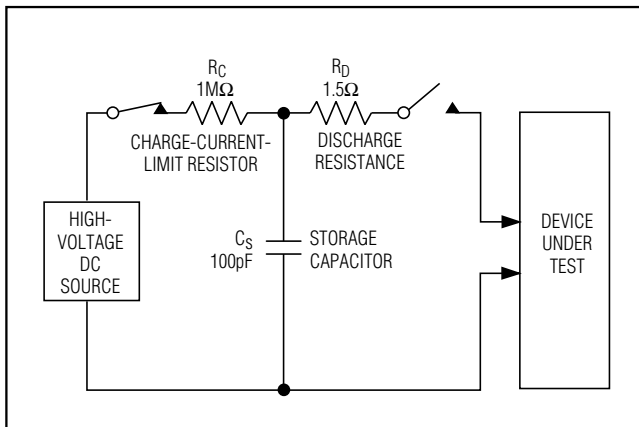 R_C
1MΩ
CHARGE-CURRENT-
LIMIT RESISTOR
R_D
1.5Ω
DISCHARGE
RESISTANCE
HIGH-
VOLTAGE
DC
SOURCE
C_S
100pF
STORAGE
CAPACITOR
DEVICE
UNDER
TEST